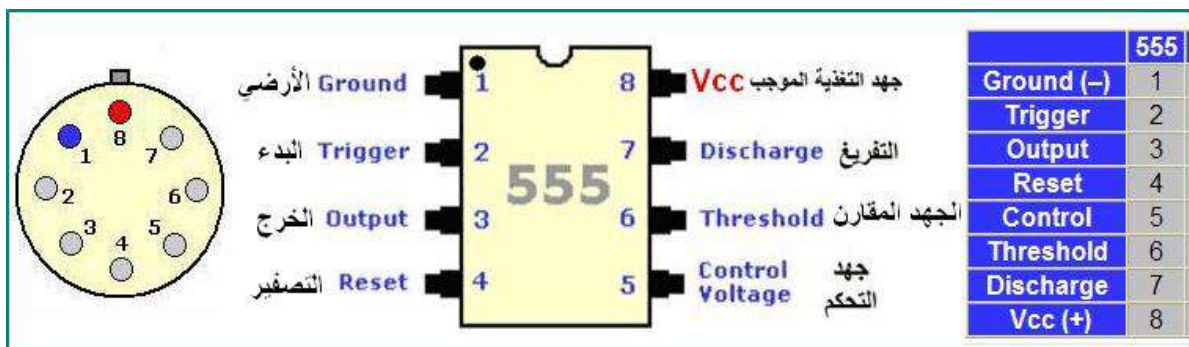 555
الأرضي Ground 1 8 Vcc جهد التغذية الموجب
البدء Trigger 2 7 Discharge التفريغ
555
الخرج Output 3 6 Threshold الجهد المقارن
التصفير Reset 4 5 Control Voltage جهد التحكم
8
1 7
2 6
3 5
4
Ground (–) 1
Trigger 2
Output 3
Reset 4
Control 5
Threshold 6
Discharge 7
Vcc (+) 8